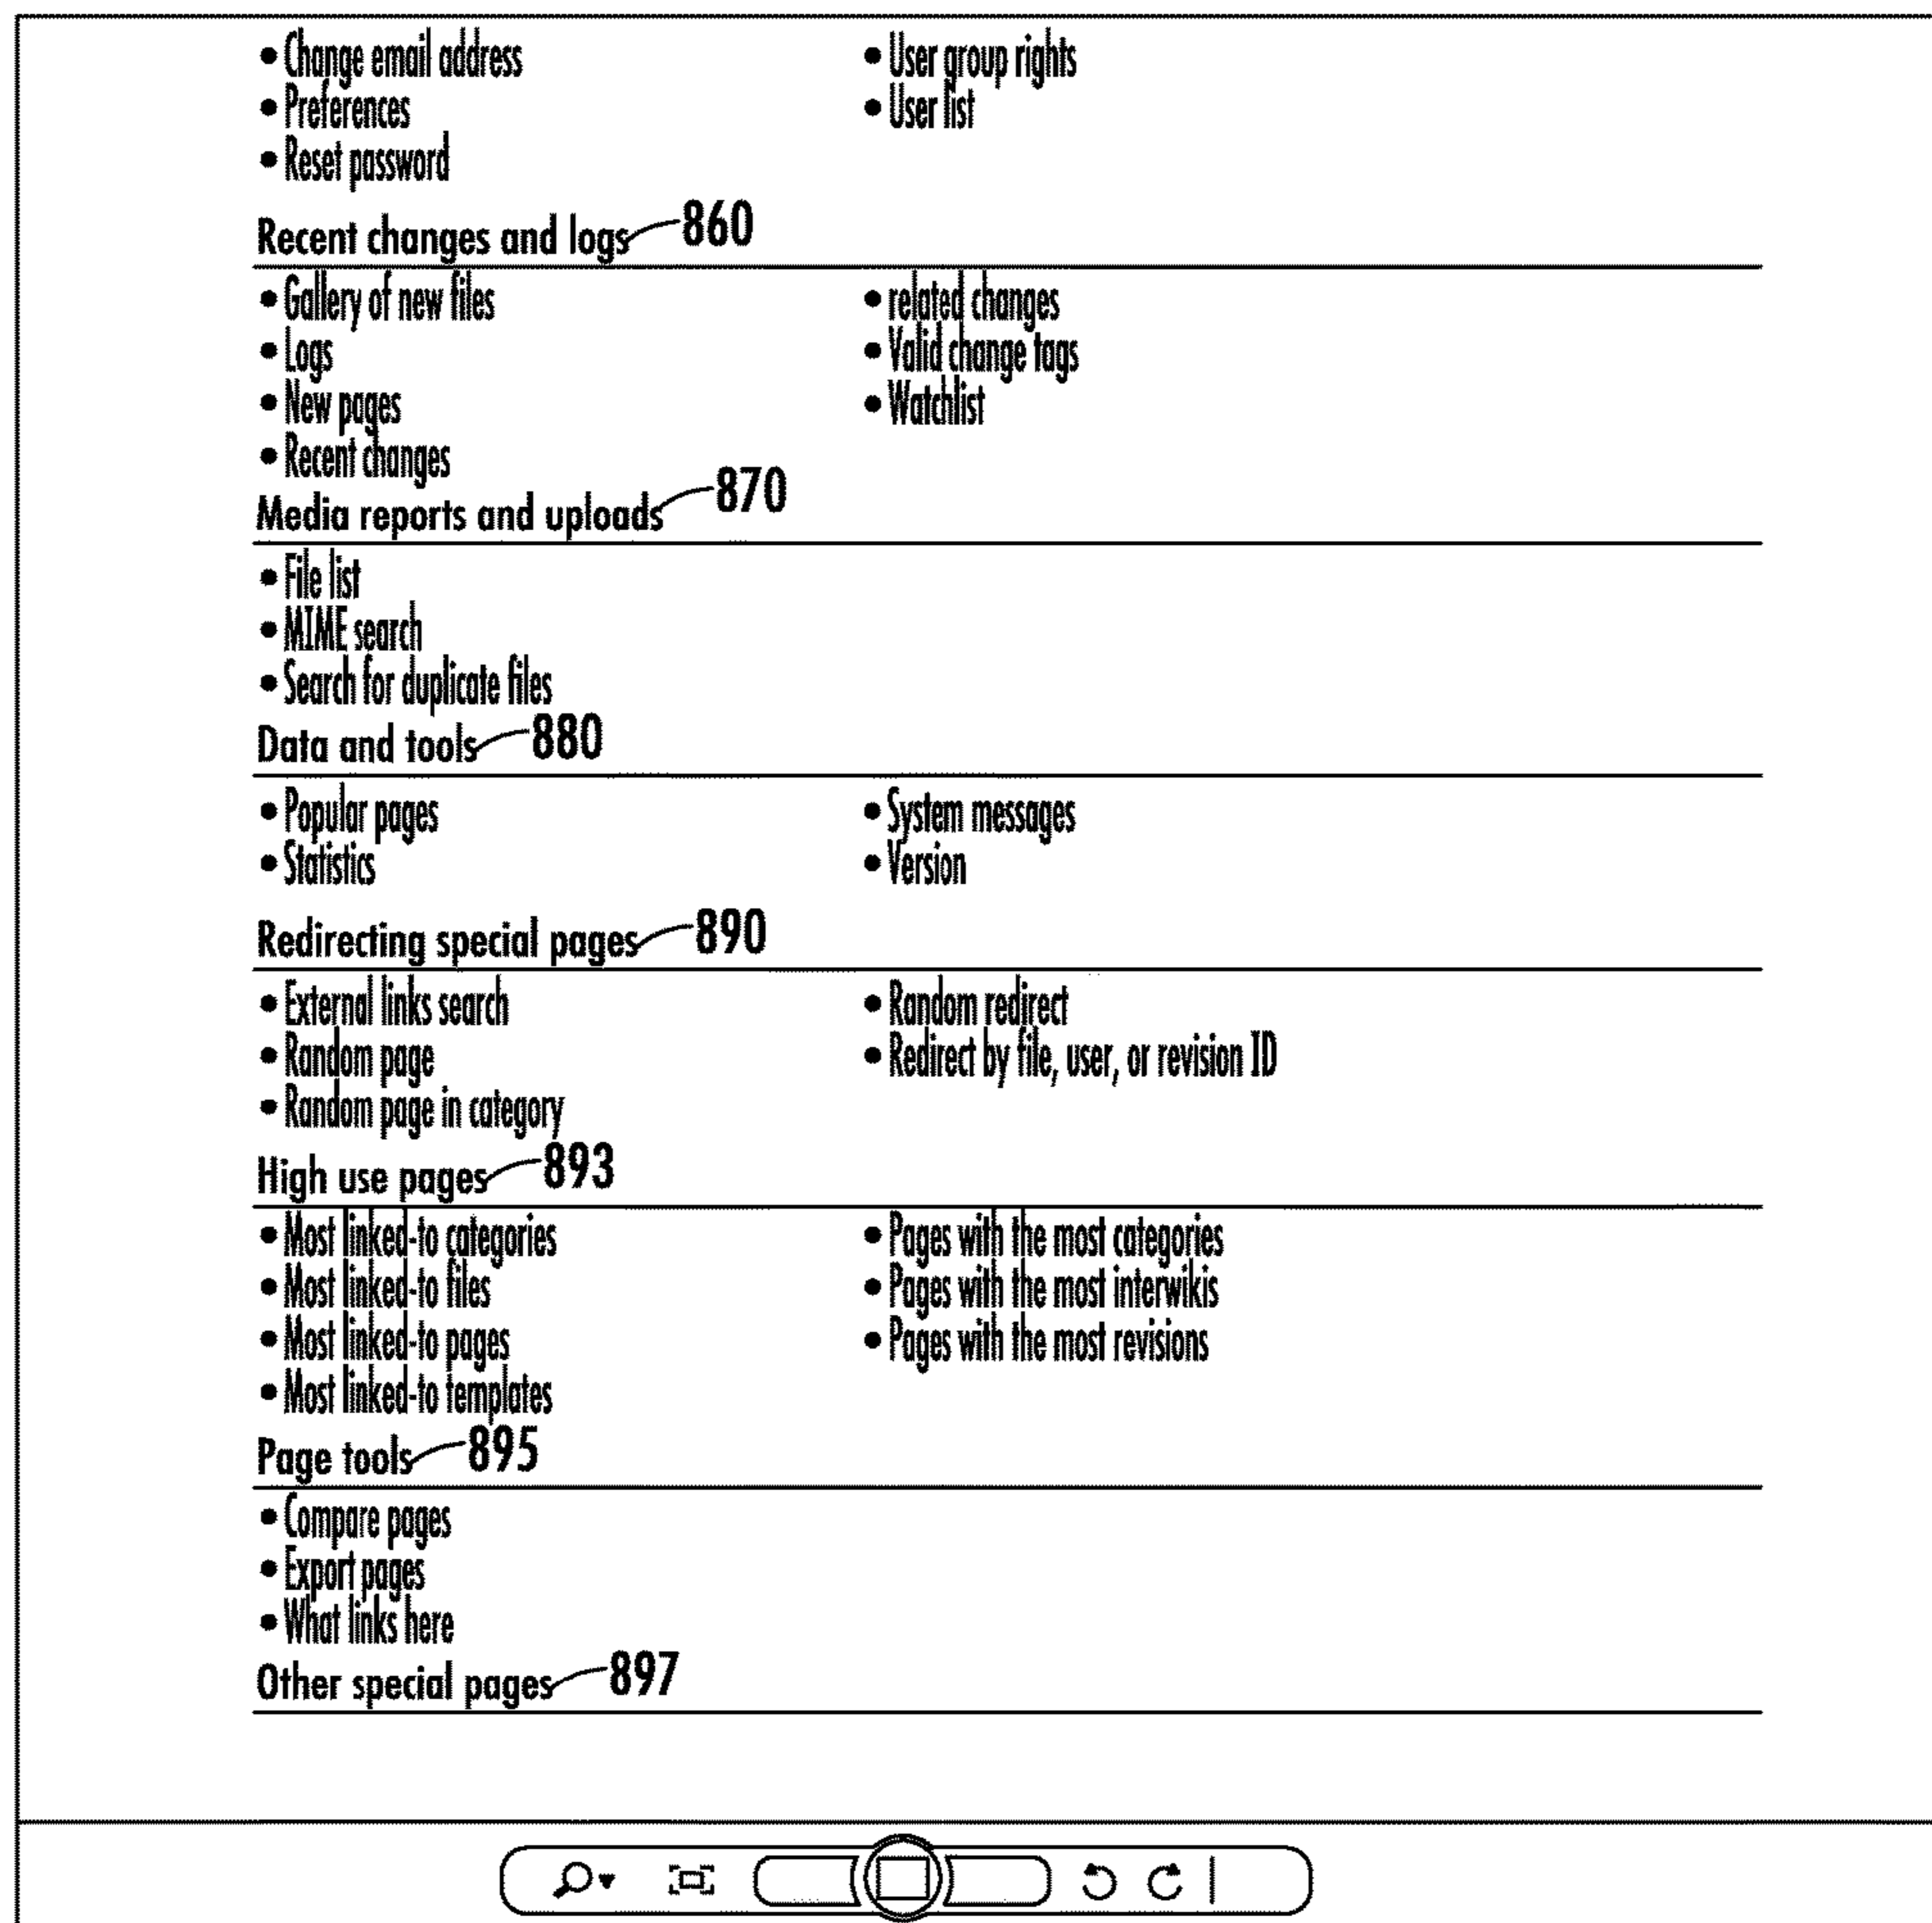 • Change email address
• Preferences
• Reset password
• User group rights
• User list
Recent changes and logs 860
• Gallery of new files
• Logs
• New pages
• Recent changes
• related changes
• Valid change tags
• Watchlist
Media reports and uploads 870
• File list
• MIME search
• Search for duplicate files
Data and tools 880
• Popular pages
• Statistics
• System messages
• Version
Redirecting special pages 890
• External links search
• Random page
• Random page in category
• Random redirect
• Redirect by file, user, or revision ID
High use pages 893
• Most linked-to categories
• Most linked-to files
• Most linked-to pages
• Most linked-to templates
• Pages with the most categories
• Pages with the most interwikis
• Pages with the most revisions
Page tools 895
• Compare pages
• Export pages
• What links here
Other special pages 897